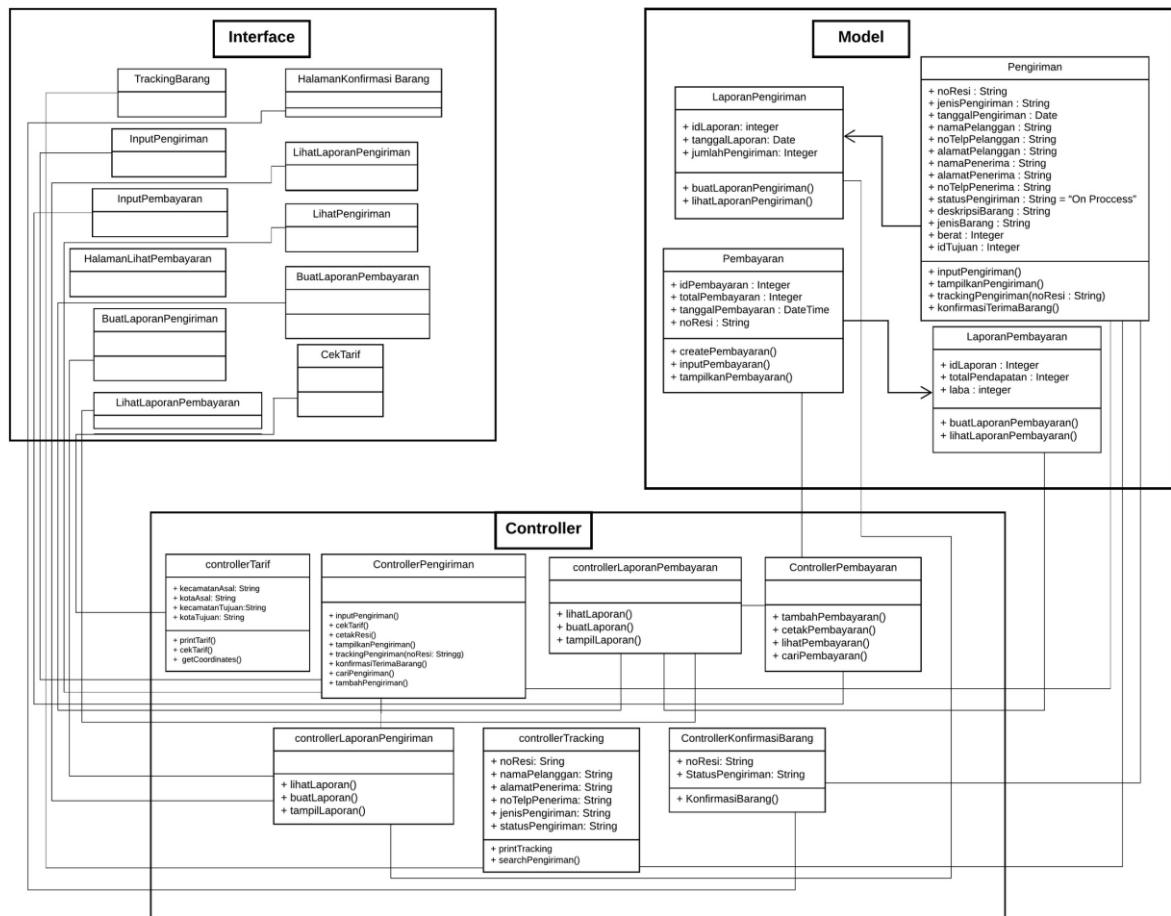 Interface
TrackingBarang
HalamanKonfirmasi Barang
InputPengiriman
LihatLaporanPengiriman
InputPembayaran
LihatPengiriman
HalamanLihatPembayaran
BuatLaporanPembayaran
BuatLaporanPengiriman
CekTarif
LihatLaporanPembayaran
Model
LaporanPengiriman
+ idLaporan: integer
+ tanggalLaporan: Date
+ jumlahPengiriman: Integer
+ buatLaporanPengiriman()
+ lihatLaporanPengiriman()
Pengiriman
+ noResi : String
+ jenisPengiriman : String
+ tanggalPengiriman : Date
+ namaPelanggan : String
+ noTelpPelanggan : String
+ alamatPelanggan : String
+ namaPenerima : String
+ alamatPenerima : String
+ noTelpPenerima : String
+ statusPengiriman : String = "On Proccess"
+ deskripsiBarang : String
+ jenisBarang : String
+ berat : Integer
+ idTujuan : Integer
+ inputPengiriman()
+ tampilkanPengiriman()
+ trackingPengiriman(noResi : String)
+ konfirmasiTerimaBarang()
Pembayaran
+ idPembayaran : Integer
+ totalPembayaran : Integer
+ tanggalPembayaran : DateTime
+ noResi : String
+ createPembayaran()
+ inputPembayaran()
+ tampilkanPembayaran()
LaporanPembayaran
+ idLaporan : Integer
+ totalPendapatan : Integer
+ laba : integer
+ buatLaporanPembayaran()
+ lihatLaporanPembayaran()
Controller
controllerTarif
+ kecamatanAsal: String
+ kotaAsal: String
+ kecamatanTujuan:String
+ kotaTujuan: String
+ printTarif()
+ cekTarif()
+ getCoordinates()
ControllerPengiriman
+ inputPengiriman()
+ cekTarif()
+ cetakResi()
+ tampilkanPengiriman()
+ trackingPengiriman(noResi: Stringg)
+ konfirmasiTerimaBarang()
+ cariPengiriman()
+ tambahPengiriman()
controllerLaporanPembayaran
+ lihatLaporan()
+ buatLaporan()
+ tampilLaporan()
ControllerPembayaran
+ tambahPembayaran()
+ cetakPembayaran()
+ lihatPembayaran()
+ cariPembayaran()
controllerLaporanPengiriman
+ lihatLaporan()
+ buatLaporan()
+ tampilLaporan()
controllerTracking
+ noResi: Sring
+ namaPelanggan: String
+ alamatPenerima: String
+ noTelpPenerima: String
+ jenisPengiriman: String
+ statusPengiriman: String
+ printTracking
+ searchPengiriman()
ControllerKonfirmasiBarang
+ noResi: String
+ StatusPengiriman: String
+ KonfirmasiBarang()